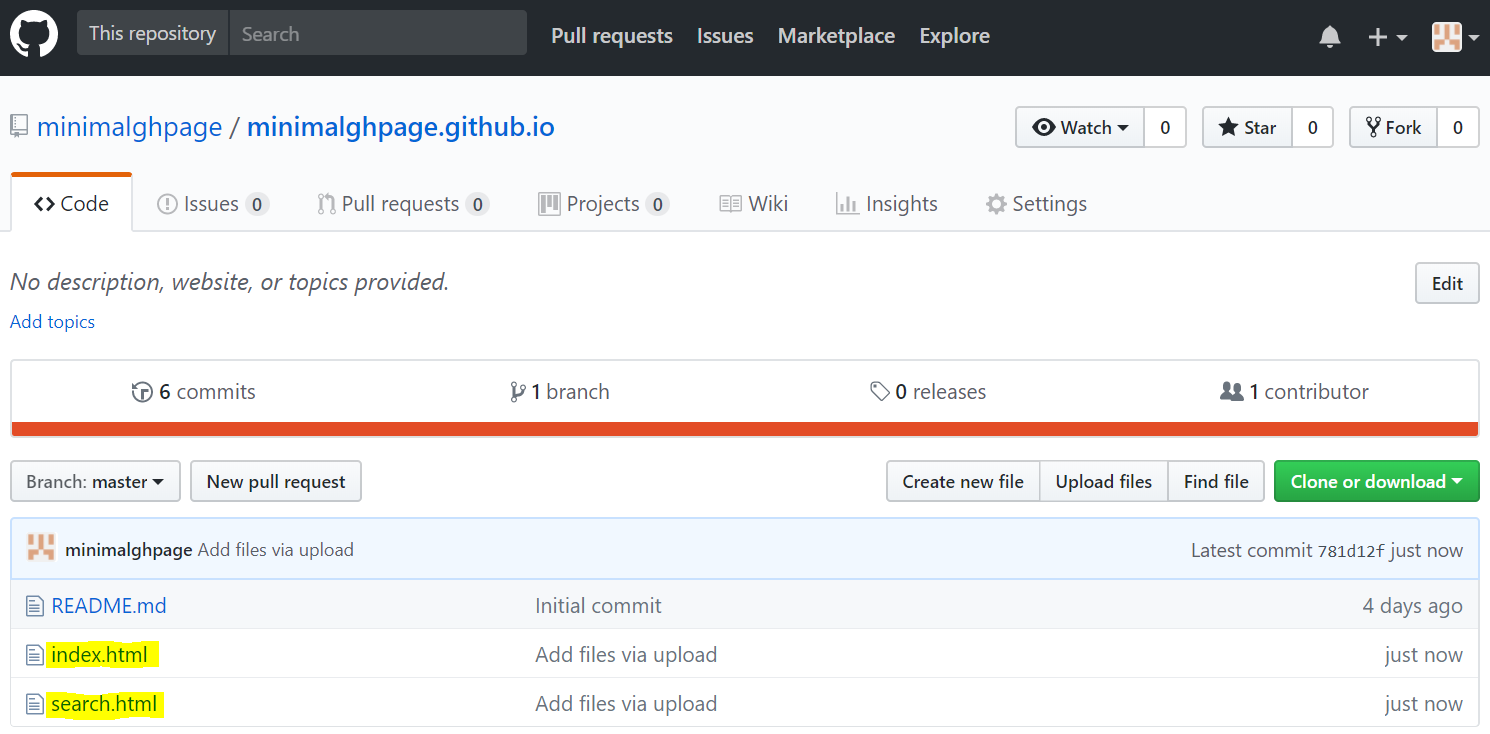 This repository Search Pull requests Issues Marketplace Explore
minimalghpage / minimalghpage.github.io Watch 0 Star 0 Fork 0
Code Issues 0 Pull requests 0 Projects 0 Wiki Insights Settings
No description, website, or topics provided. Edit
Add topics
6 commits 1 branch 0 releases 1 contributor
Branch: master New pull request Create new file Upload files Find file Clone or download
minimalghpage Add files via upload Latest commit 781d12f just now
README.md Initial commit 4 days ago
index.html Add files via upload just now
search.html Add files via upload just now